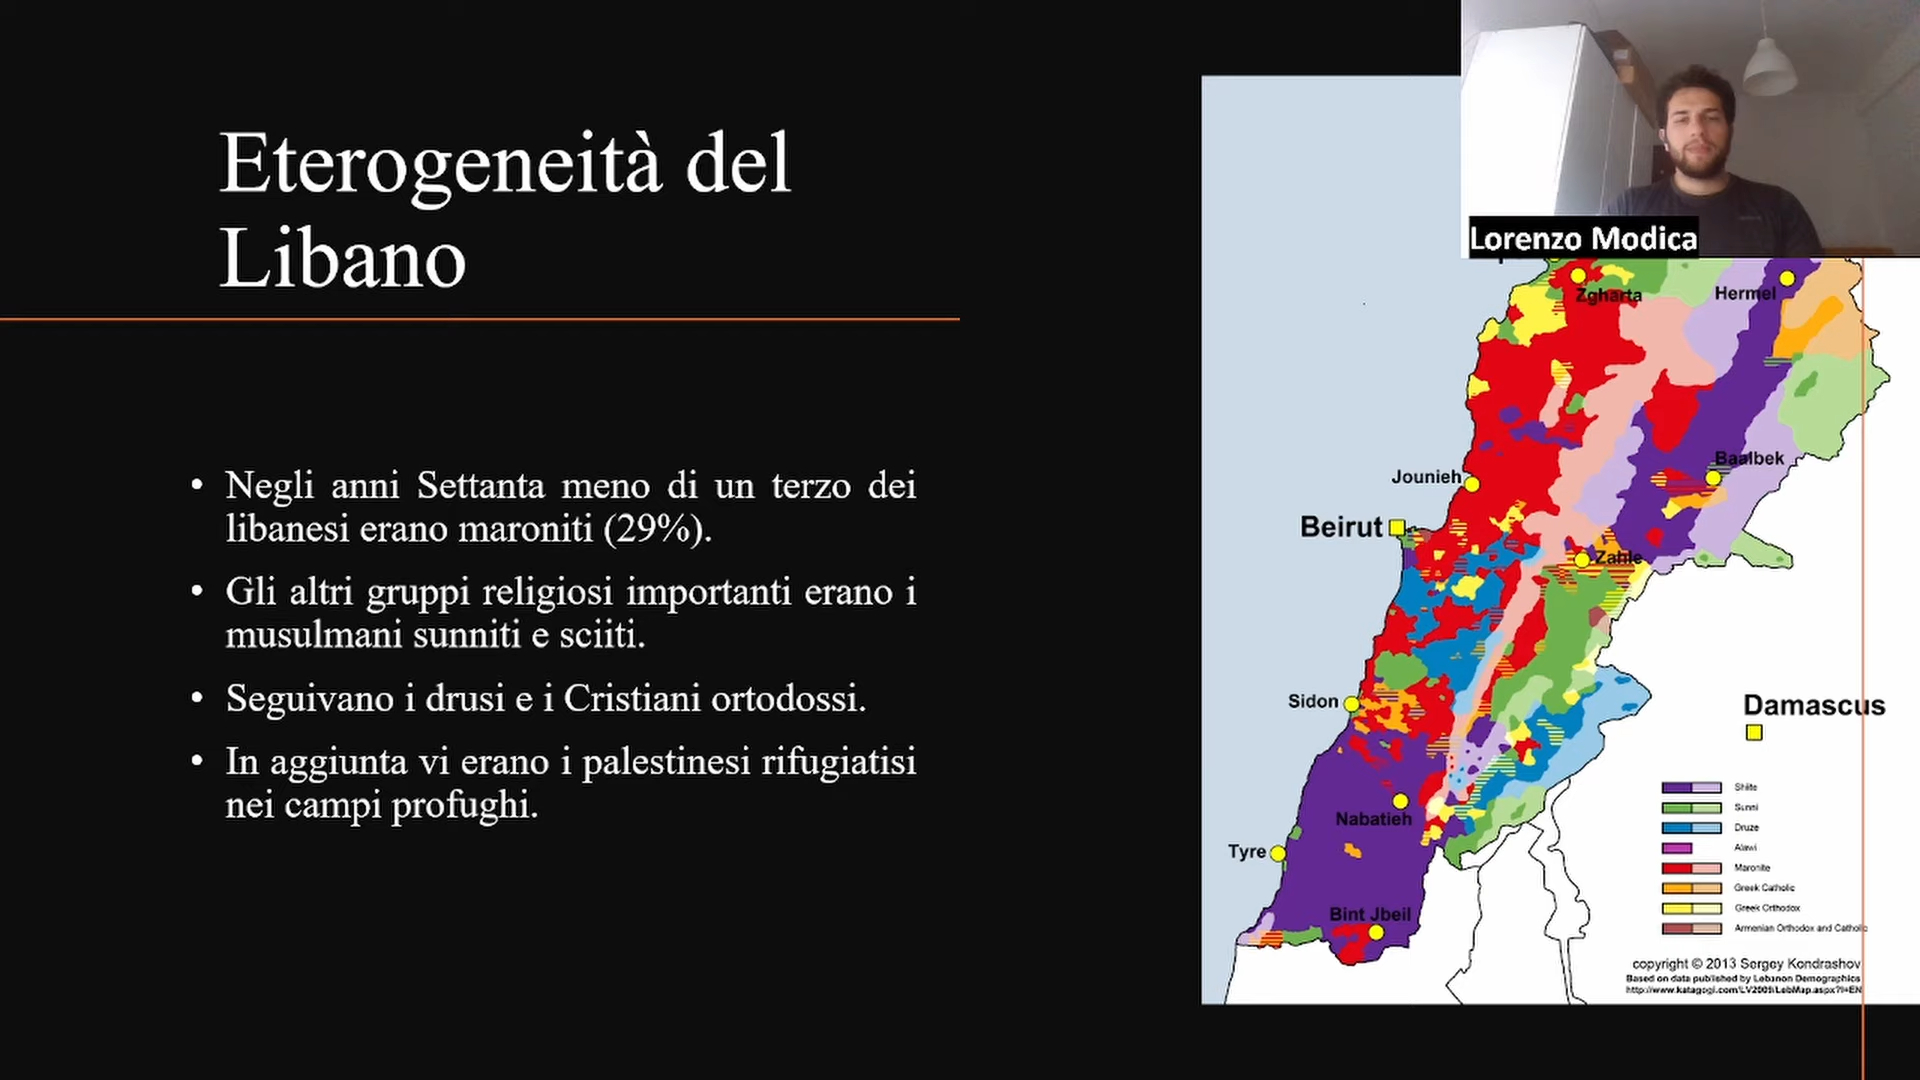 Eterogeneità del
Libano
• Negli anni Settanta meno di un terzo dei
libanesi erano maroniti (29%).
• Gli altri gruppi religiosi importanti erano i
musulmani sunniti e sciiti.
• Seguivano i drusi e i Cristiani ortodossi.
• In aggiunta vi erano i palestinesi rifugiatisi
nei campi profughi.
Lorenzo Modica
Zgharta
Hermel
Baalbek
Jounieh
Beirut
Zahle
Sidon
Damascus
Nabatieh
Tyre
Bint Jbeil
Shiite
Sunni
Druze
Alawi
Maronite
Greek Catholic
Greek Orthodox
Armenian Orthodox and Catholic
copyright © 2013 Sergey Kondrashov
Based on data published by Lebanon Demographics